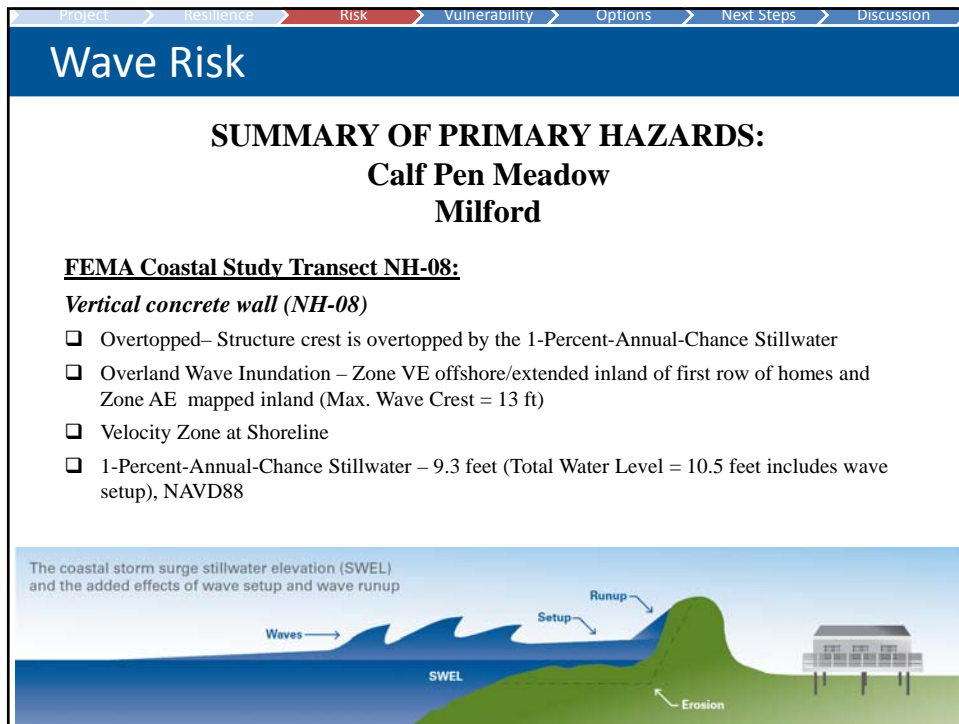 Project Resilience Risk Vulnerability Options Next Steps Discussion
Wave Risk
SUMMARY OF PRIMARY HAZARDS:
Calf Pen Meadow
Milford
FEMA Coastal Study Transect NH-08:
Vertical concrete wall (NH-08)
❑ Overtopped– Structure crest is overtopped by the 1-Percent-Annual-Chance Stillwater
❑ Overland Wave Inundation – Zone VE offshore/extended inland of first row of homes and
Zone AE mapped inland (Max. Wave Crest = 13 ft)
❑ Velocity Zone at Shoreline
❑ 1-Percent-Annual-Chance Stillwater – 9.3 feet (Total Water Level = 10.5 feet includes wave
setup), NAVD88
The coastal storm surge stillwater elevation (SWEL)
and the added effects of wave setup and wave runup
Runup
Setup
Waves
SWEL
Erosion